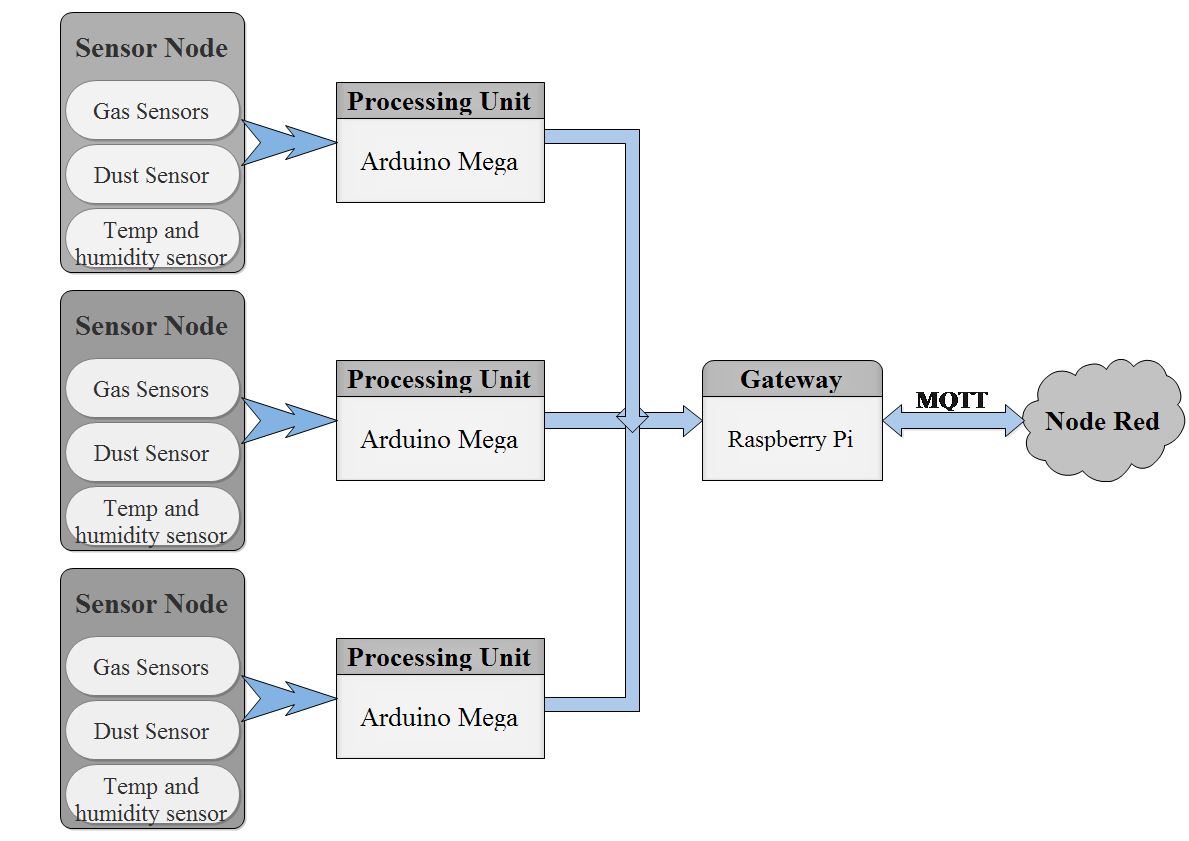 Sensor Node
Gas Sensors
Dust Sensor
Temp and
humidity sensor
Processing Unit
Arduino Mega
Sensor Node
Gas Sensors
Dust Sensor
Temp and
humidity sensor
Processing Unit
Arduino Mega
Sensor Node
Gas Sensors
Dust Sensor
Temp and
humidity sensor
Processing Unit
Arduino Mega
Gateway
Raspberry Pi
MQTT
Node Red